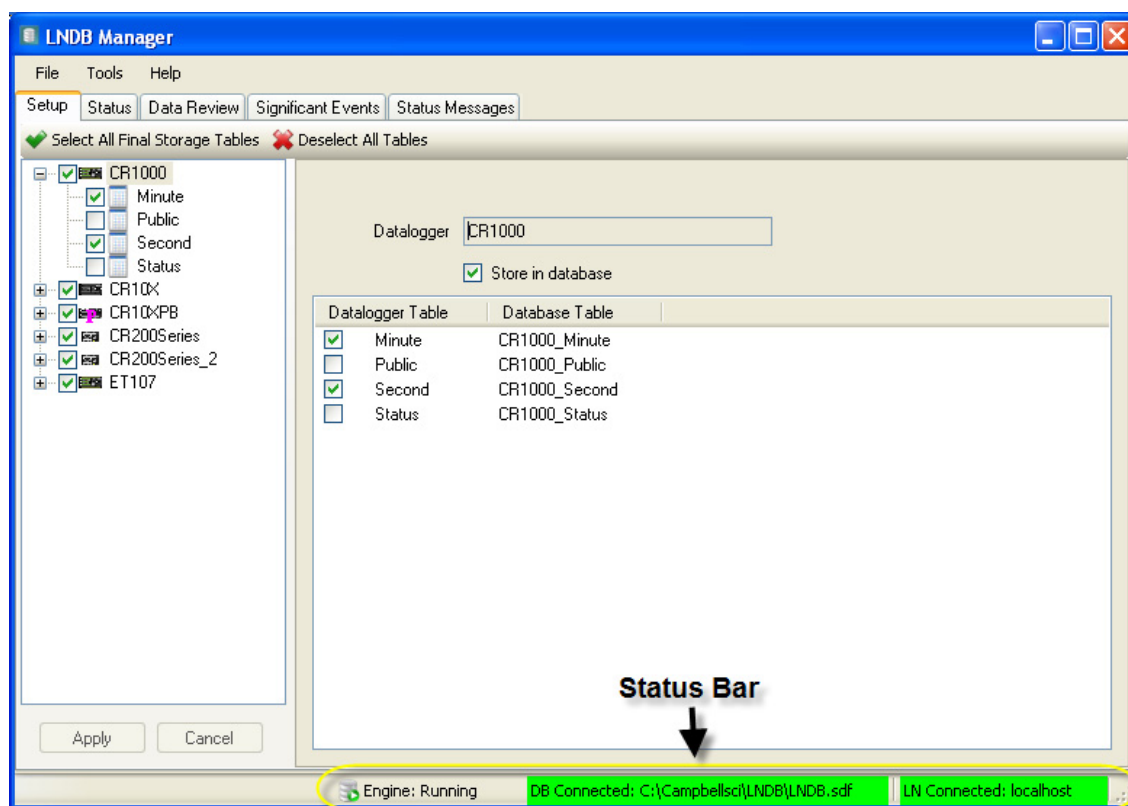 LNDB Manager
File Tools Help
Setup Status Data Review Significant Events Status Messages
Select All Final Storage Tables Deselect All Tables
CR1000
Minute
Public
Second
Status
CR10X
CR10XPB
CR200Series
CR200Series_2
ET107
Datalogger CR1000
Store in database
Datalogger Table Database Table
Minute CR1000_Minute
Public CR1000_Public
Second CR1000_Second
Status CR1000_Status
Status Bar
Apply Cancel
Engine: Running DB Connected: C:\Campbellsci\LNDB\LNDB.sdf LN Connected: localhost